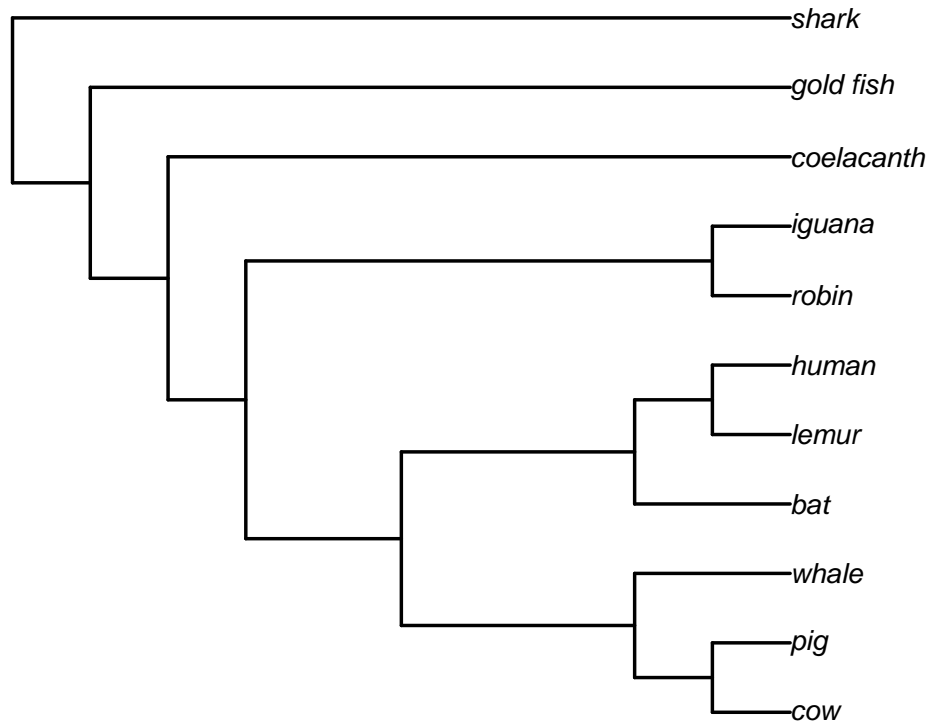 shark
gold fish
coelacanth
iguana
robin
human
lemur
bat
whale
pig
cow